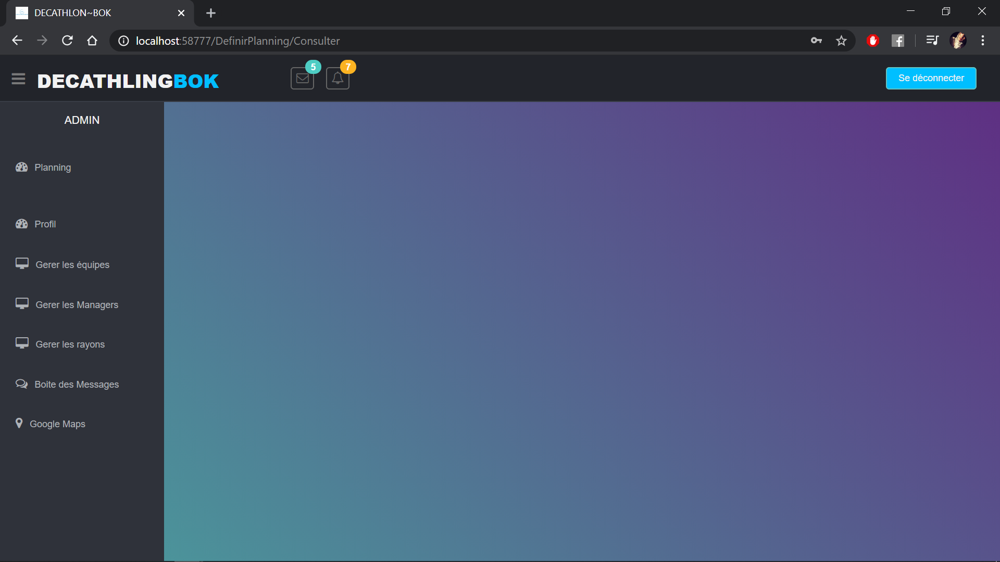 DECATHLON~BOK
localhost:58777/DefinirPlanning/Consulter
DECATHLINGBOK
5
7
Se déconnecter
ADMIN
Planning
Profil
Gerer les équipes
Gerer les Managers
Gerer les rayons
Boite des Messages
Google Maps